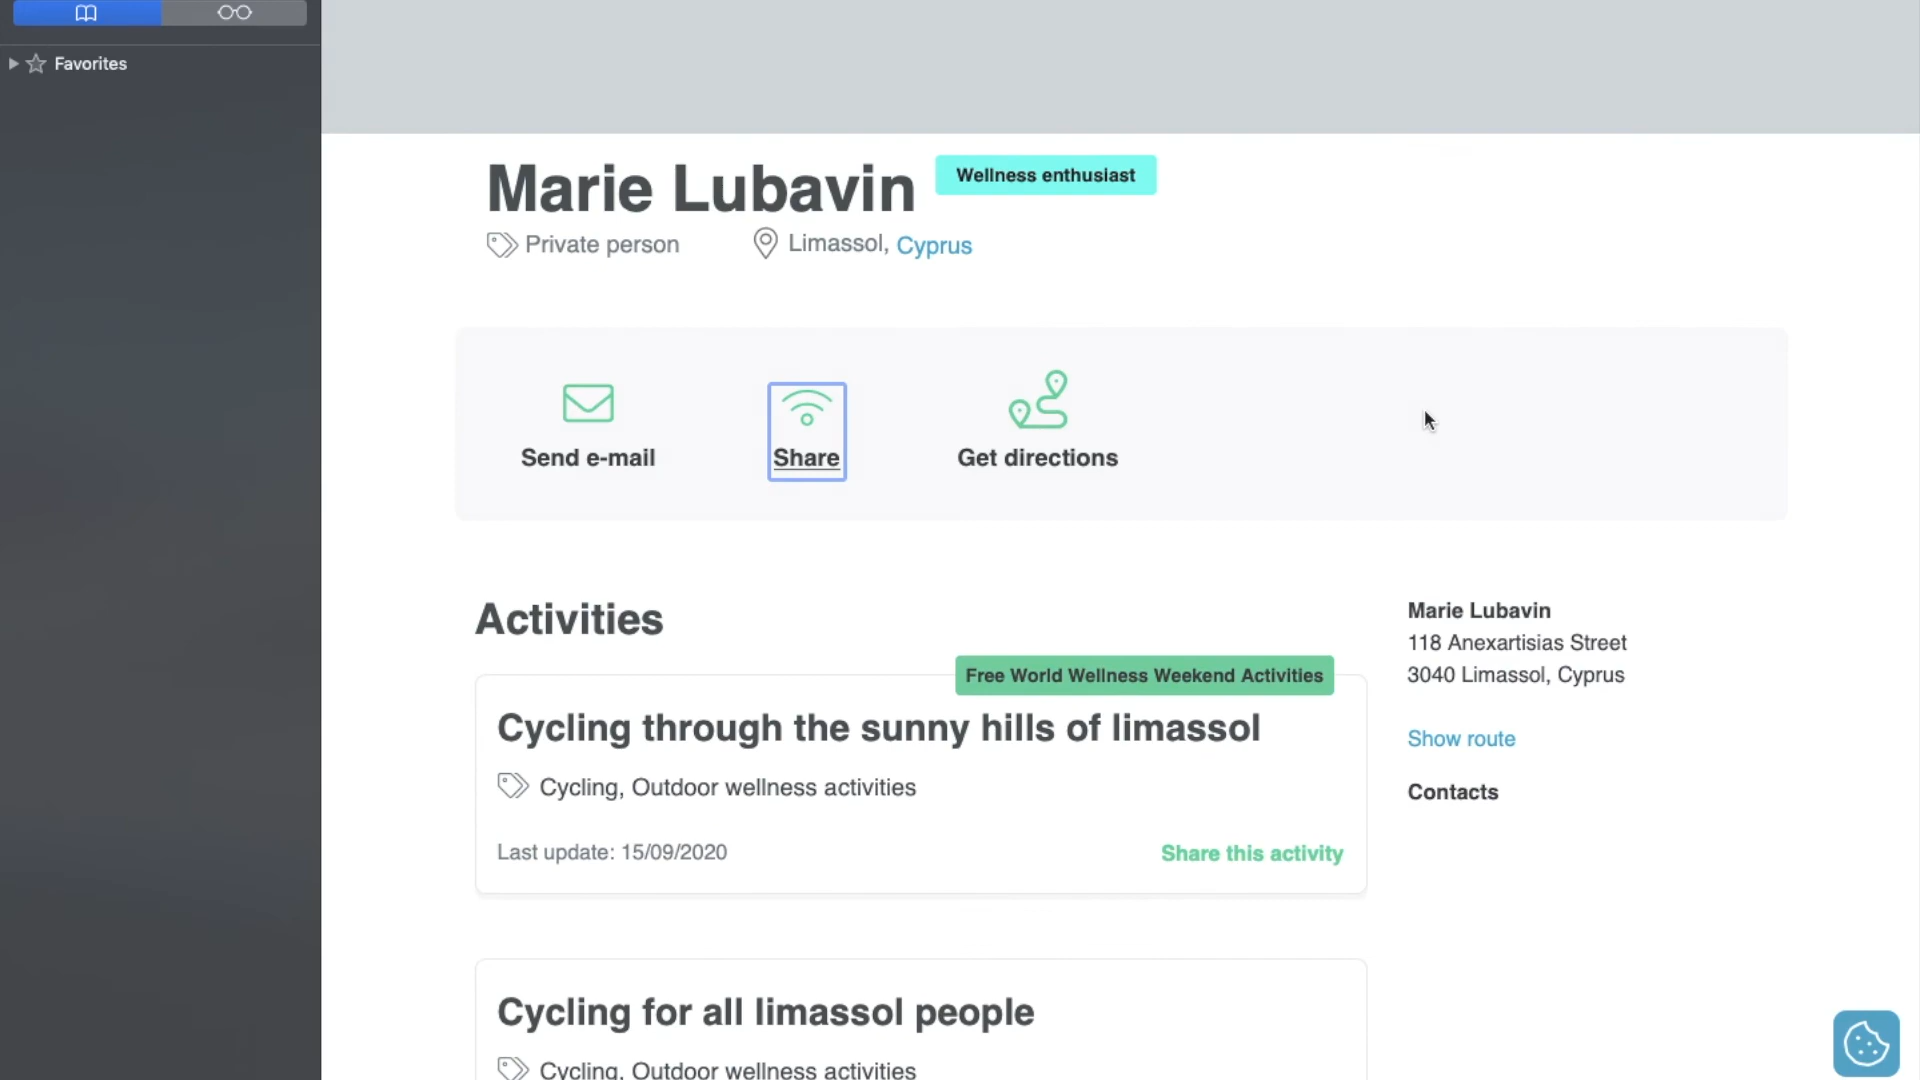 Favorites
Marie Lubavin
Wellness enthusiast
Private person
Limassol, Cyprus
Send e-mail
Share
Get directions
Activities
Free World Wellness Weekend Activities
Cycling through the sunny hills of limassol
Cycling, Outdoor wellness activities
Last update: 15/09/2020
Share this activity
Cycling for all limassol people
Cycling, Outdoor wellness activities
Marie Lubavin
118 Anexartisias Street
3040 Limassol, Cyprus
Show route
Contacts